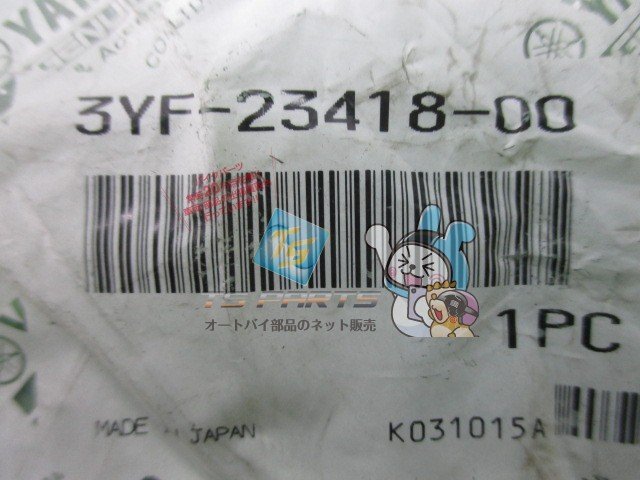 3YF-23418-00
TS PARTS
オートバイ部品のネット販売
1PC
MADE IN JAPAN
K031015A